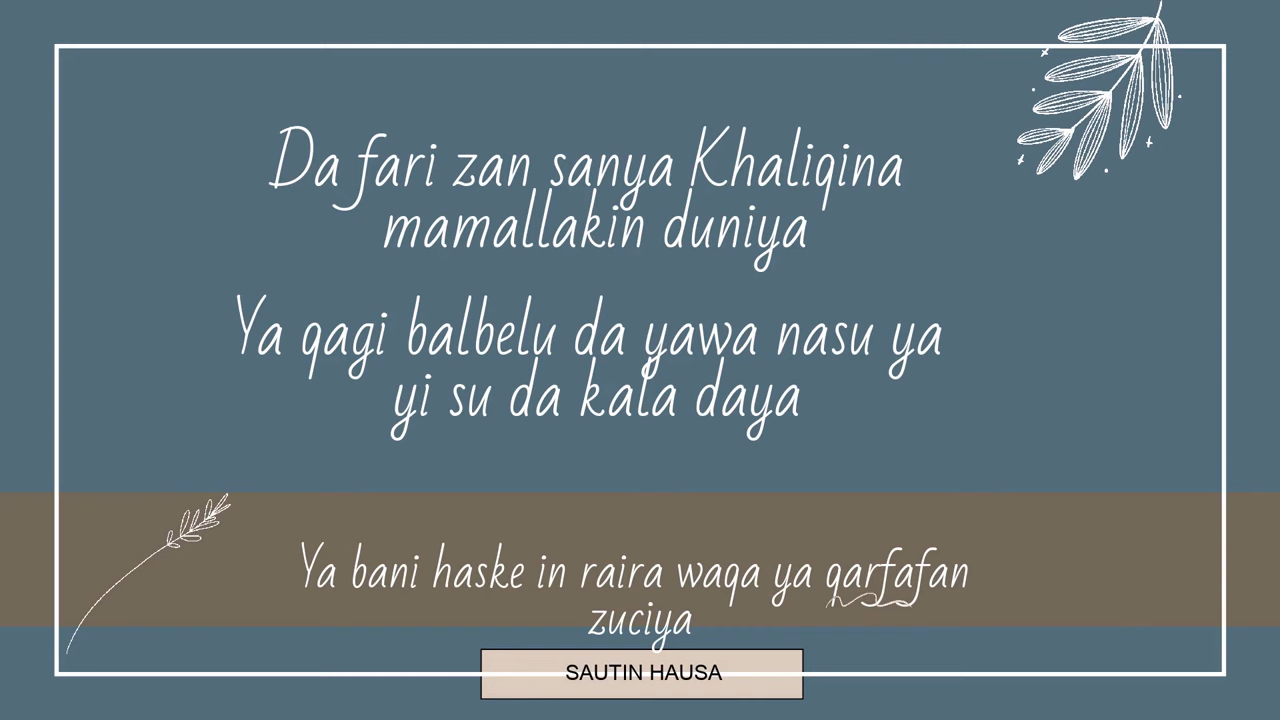 Da fari zan sanya Khaliqina
mamallakin duniya
Ya qagi balbelu da yawa nasu ya
yi su da kala daya
Ya bani haske in raira waqa ya qarfafan
zuciya
SAUTIN HAUSA